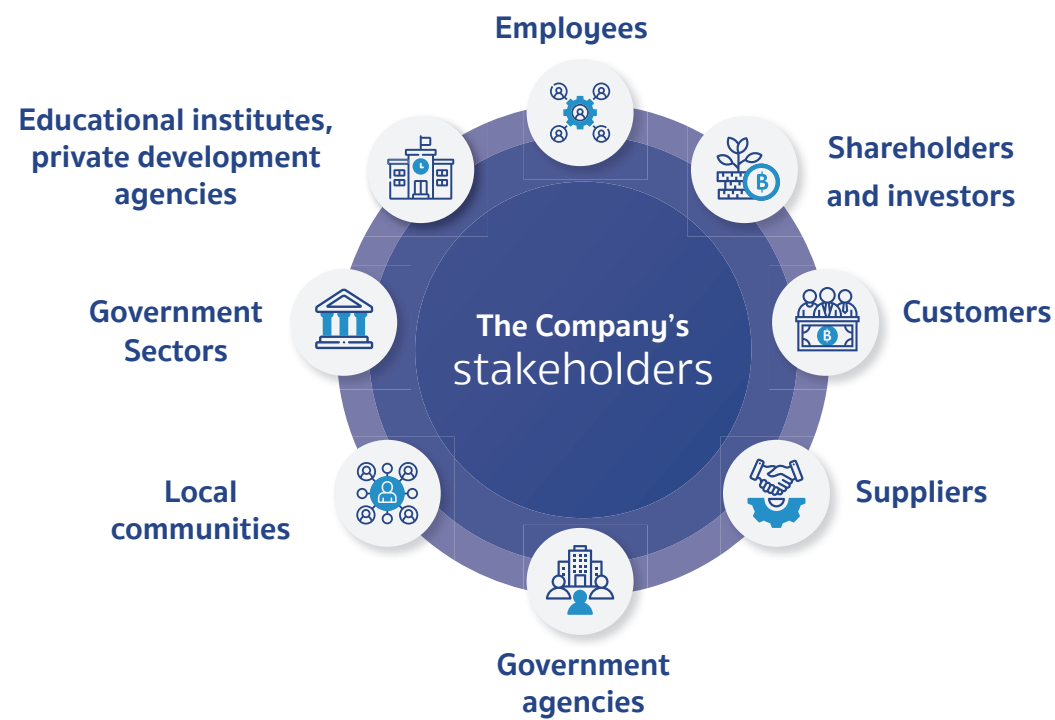 Employees
Educational institutes,
private development
agencies
Shareholders
and investors
Government
Sectors
The Company's
stakeholders
Customers
Local
communities
Suppliers
Government
agencies
฿
฿